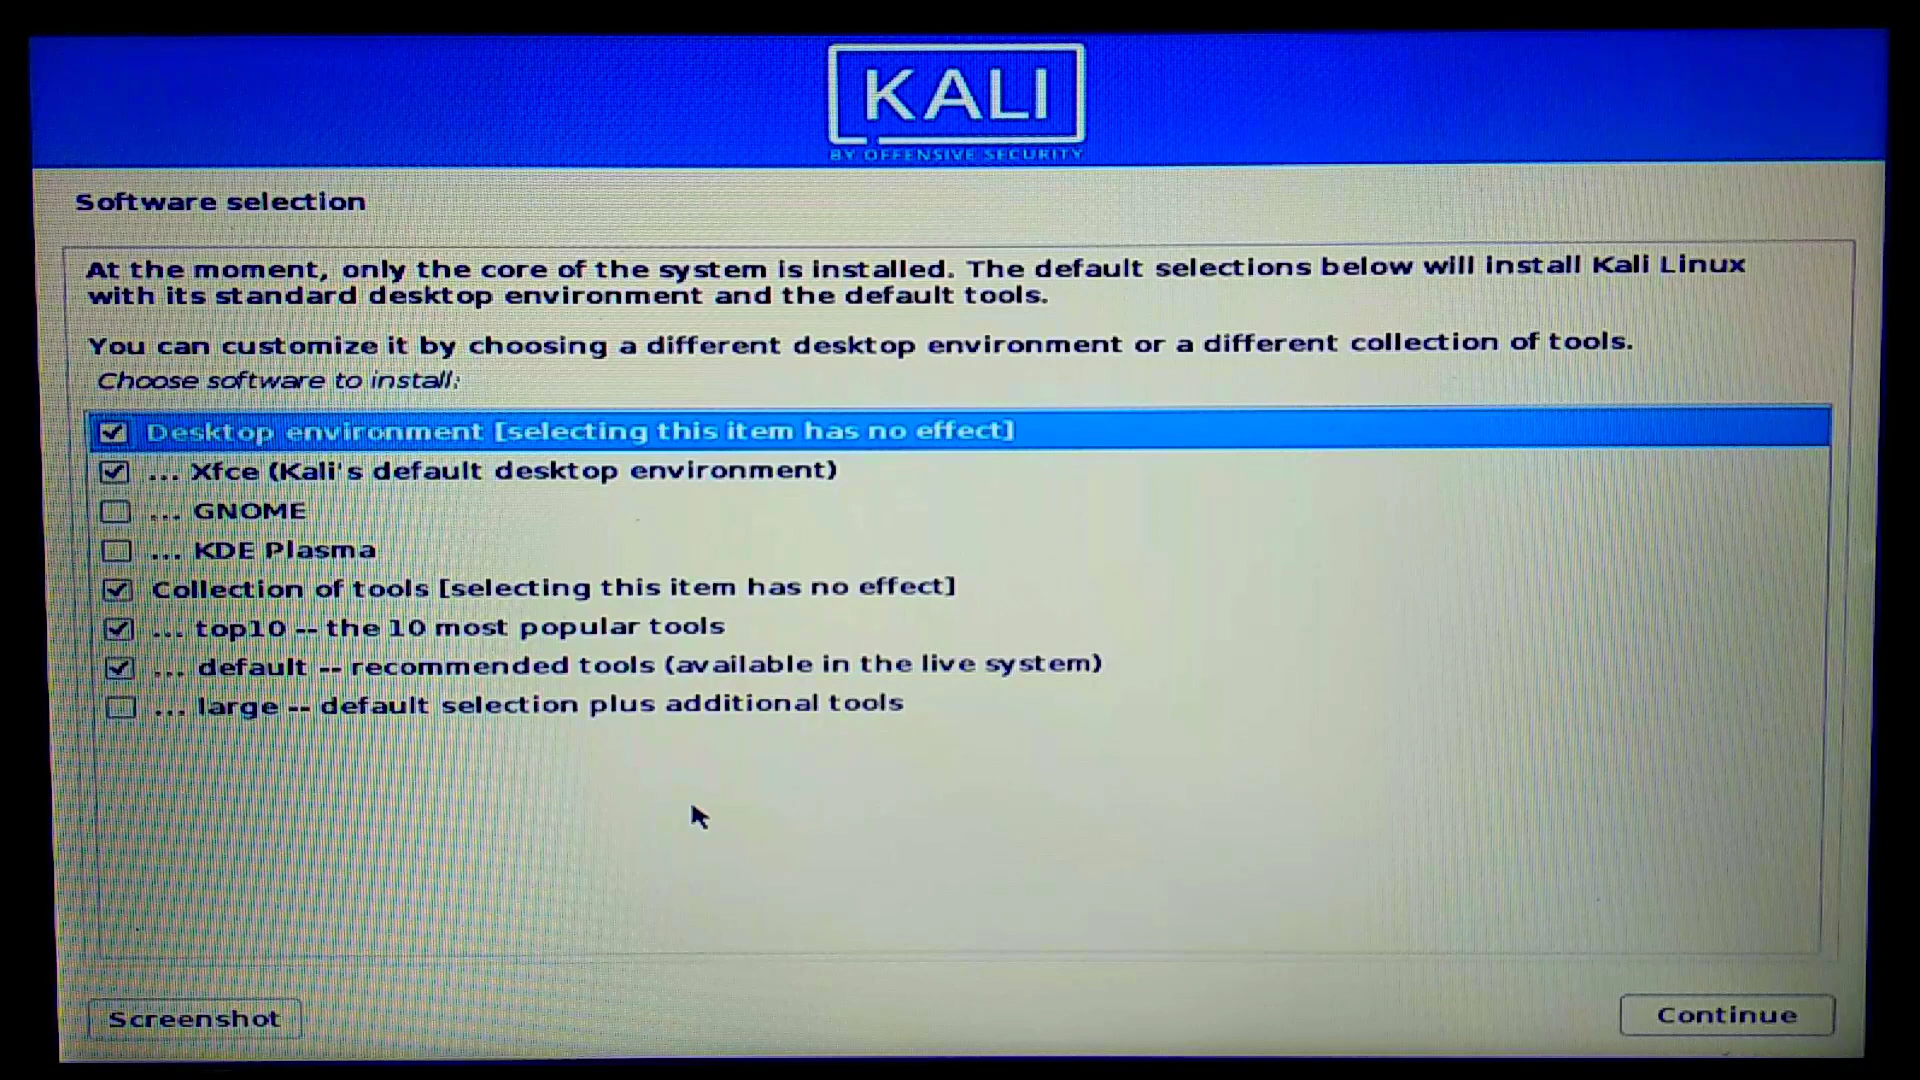 KALI
BY OFFENSIVE SECURITY
Software selection
At the moment, only the core of the system is installed. The default selections below will install Kali Linux
with its standard desktop environment and the default tools.
You can customize it by choosing a different desktop environment or a different collection of tools.
Choose software to install:
Desktop environment [selecting this item has no effect]
... Xfce (Kali's default desktop environment)
... GNOME
... KDE Plasma
Collection of tools [selecting this item has no effect]
... top10 -- the 10 most popular tools
... default -- recommended tools (available in the live system)
... large -- default selection plus additional tools
Screenshot
Continue